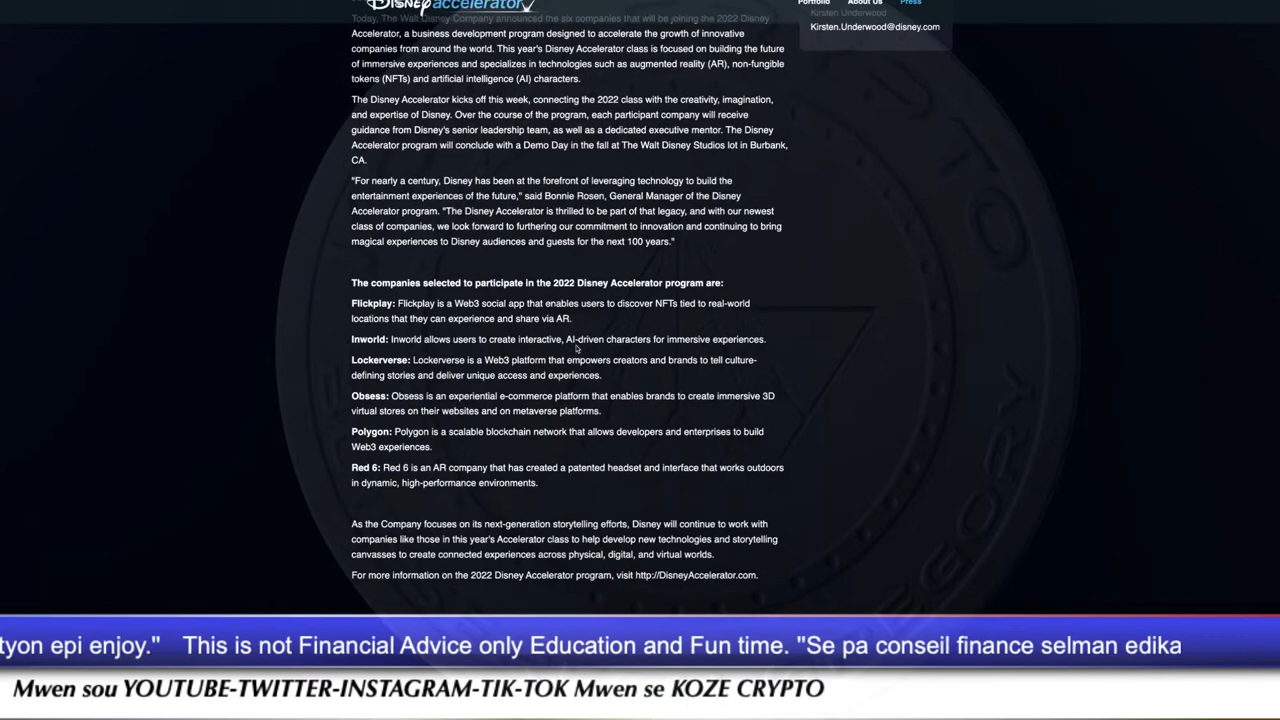 Disney accelerator
Portfolio About Us Press
Kirsten Underwood
Kirsten.Underwood@disney.com
Today, The Walt Disney Company announced the six companies that will be joining the 2022 Disney
Accelerator, a business development program designed to accelerate the growth of innovative
companies from around the world. This year's Disney Accelerator class is focused on building the future
of immersive experiences and specializes in technologies such as augmented reality (AR), non-fungible
tokens (NFTs) and artificial intelligence (AI) characters.
The Disney Accelerator kicks off this week, connecting the 2022 class with the creativity, imagination,
and expertise of Disney. Over the course of the program, each participant company will receive
guidance from Disney's senior leadership team, as well as a dedicated executive mentor. The Disney
Accelerator program will conclude with a Demo Day in the fall at The Walt Disney Studios lot in Burbank,
CA.
"For nearly a century, Disney has been at the forefront of leveraging technology to build the
entertainment experiences of the future," said Bonnie Rosen, General Manager of the Disney
Accelerator program. "The Disney Accelerator is thrilled to be part of that legacy, and with our newest
class of companies, we look forward to furthering our commitment to innovation and continuing to bring
magical experiences to Disney audiences and guests for the next 100 years."
The companies selected to participate in the 2022 Disney Accelerator program are:
Flickplay: Flickplay is a Web3 social app that enables users to discover NFTs tied to real-world
locations that they can experience and share via AR.
Inworld: Inworld allows users to create interactive, AI-driven characters for immersive experiences.
Lockerverse: Lockerverse is a Web3 platform that empowers creators and brands to tell culture-
defining stories and deliver unique access and experiences.
Obsess: Obsess is an experiential e-commerce platform that enables brands to create immersive 3D
virtual stores on their websites and on metaverse platforms.
Polygon: Polygon is a scalable blockchain network that allows developers and enterprises to build
Web3 experiences.
Red 6: Red 6 is an AR company that has created a patented headset and interface that works outdoors
in dynamic, high-performance environments.
As the Company focuses on its next-generation storytelling efforts, Disney will continue to work with
companies like those in this year's Accelerator class to help develop new technologies and storytelling
canvasses to create connected experiences across physical, digital, and virtual worlds.
For more information on the 2022 Disney Accelerator program, visit http://DisneyAccelerator.com.
tyon epi enjoy." This is not Financial Advice only Education and Fun time. "Se pa conseil finance selman edika
Mwen sou YOUTUBE-TWITTER-INSTAGRAM-TIK-TOK Mwen se KOZE CRYPTO